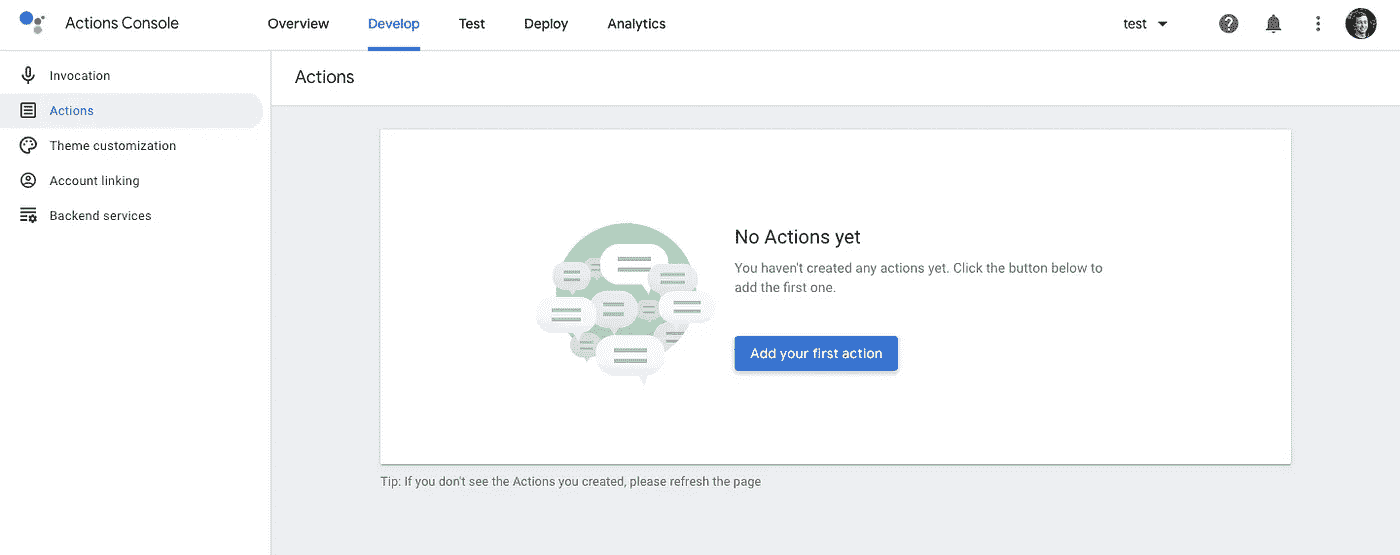 Actions Console
Overview
Develop
Test
Deploy
Analytics
test
Invocation
Actions
Theme customization
Account linking
Backend services
Actions
No Actions yet
You haven't created any actions yet. Click the button below to
add the first one.
Add your first action
Tip: If you don't see the Actions you created, please refresh the page